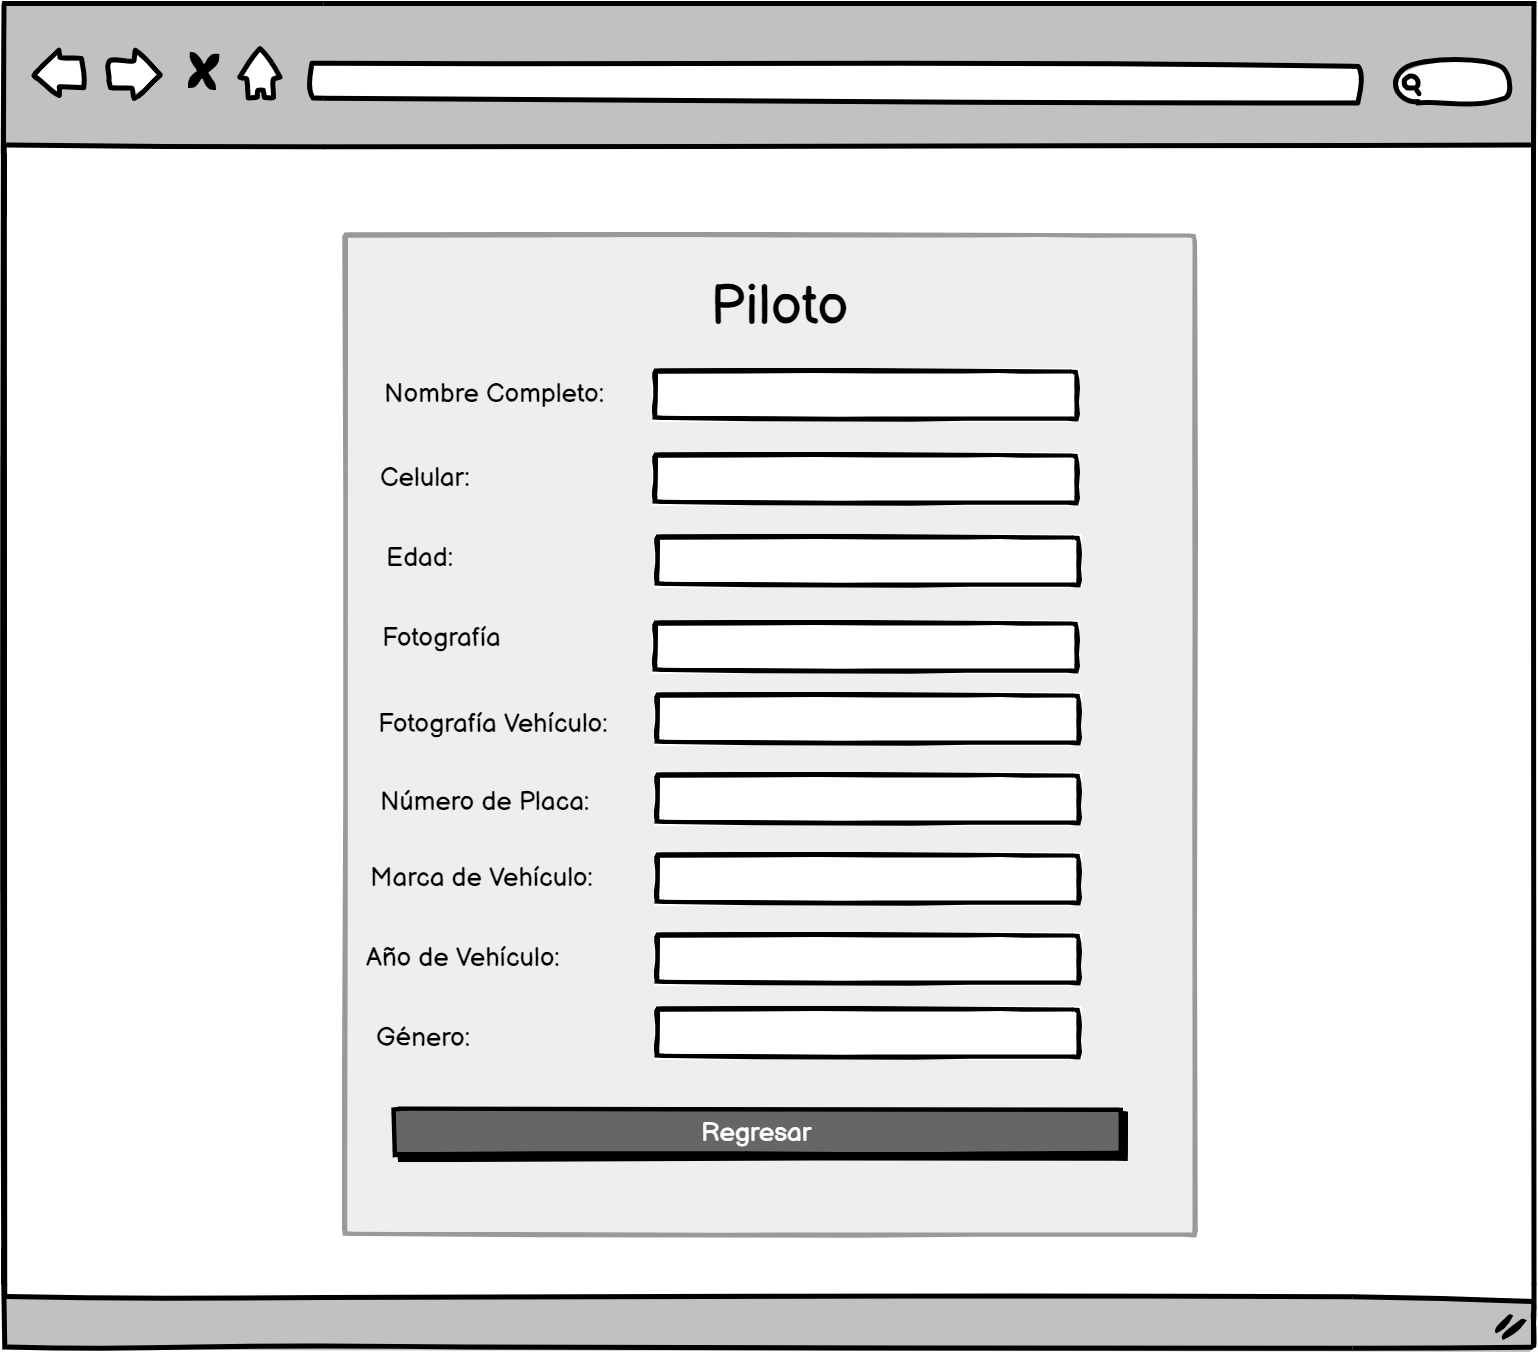 Piloto
Nombre Completo:
Celular:
Edad:
Fotografía
Fotografía Vehículo:
Número de Placa:
Marca de Vehículo:
Año de Vehículo:
Género:
Regresar